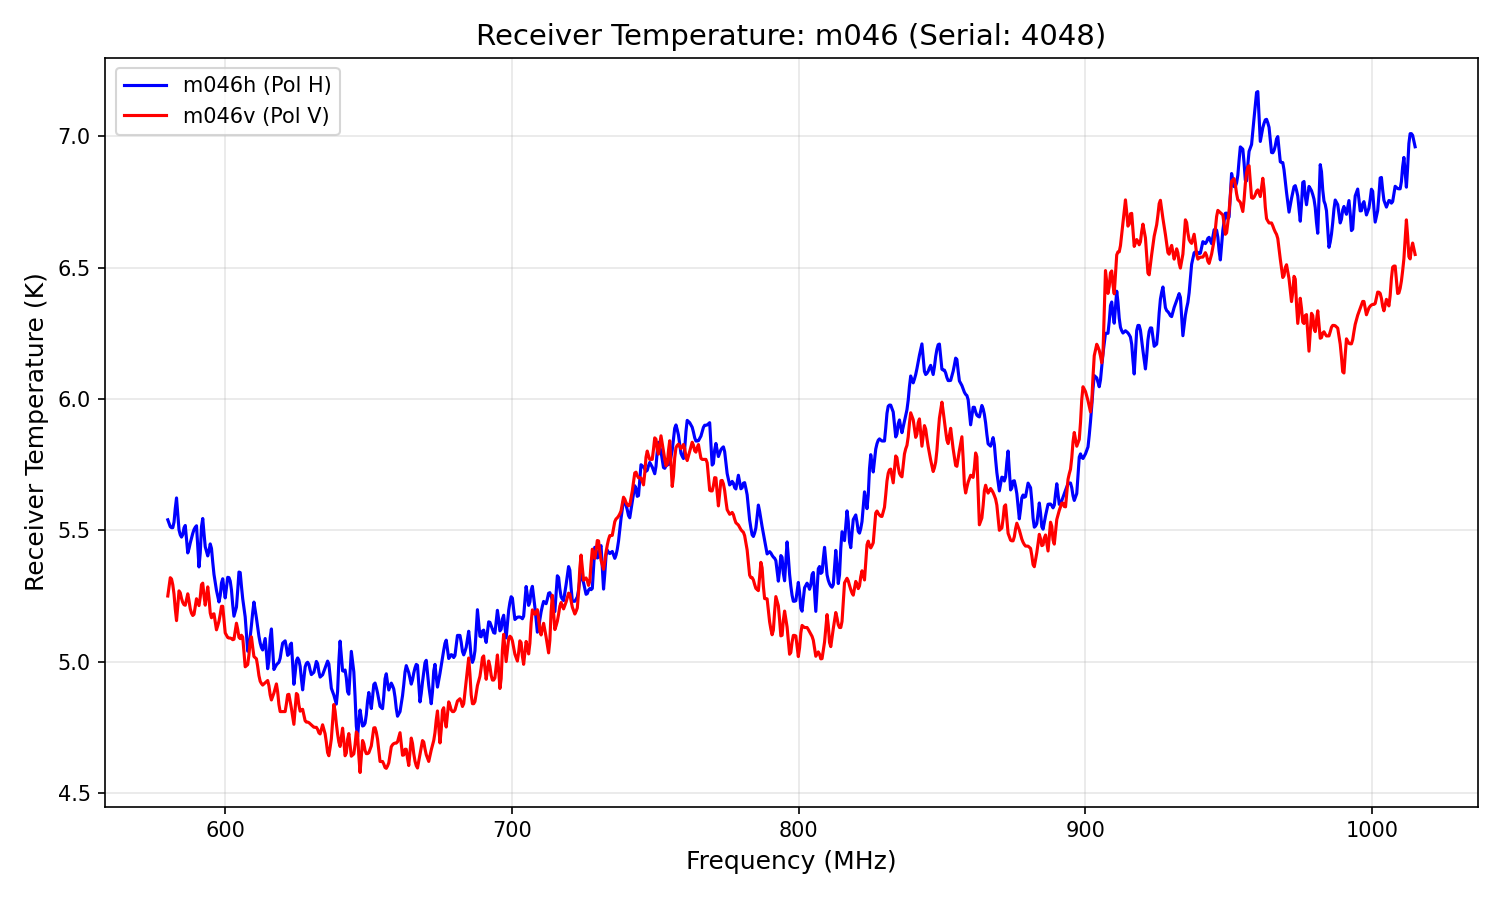 Receiver Temperature: m046 (Serial: 4048)
m046h (Pol H)
m046v (Pol V)
Receiver Temperature (K)
7.0
6.5
6.0
5.5
5.0
4.5
600 700 800 900 1000
Frequency (MHz)